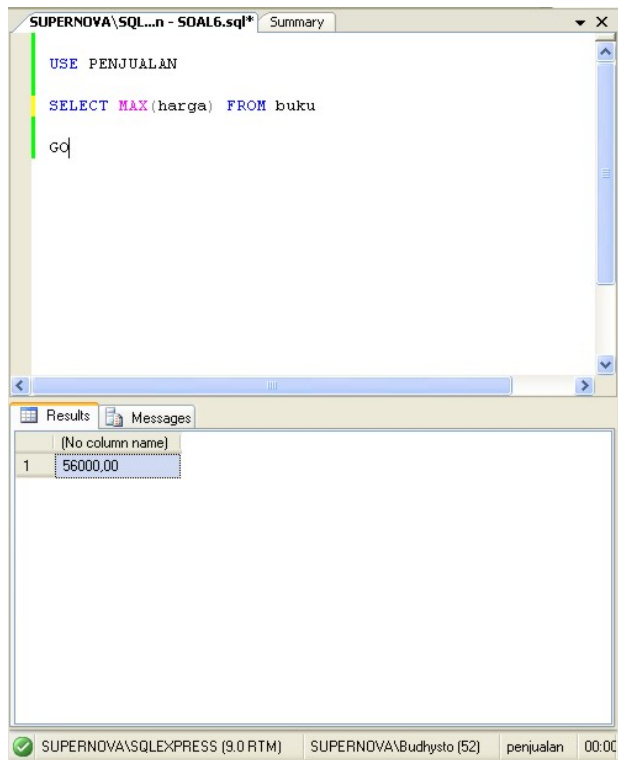 SUPERNOVA\SQL...n - SOAL6.sql* Summary
USE PENJUALAN
SELECT MAX(harga) FROM buku
GO
Results Messages
(No column name)
1 56000,00
SUPERNOVA\SQLEXPRESS (9.0 RTM) SUPERNOVA\Budhysto (52) penjualan 00:00